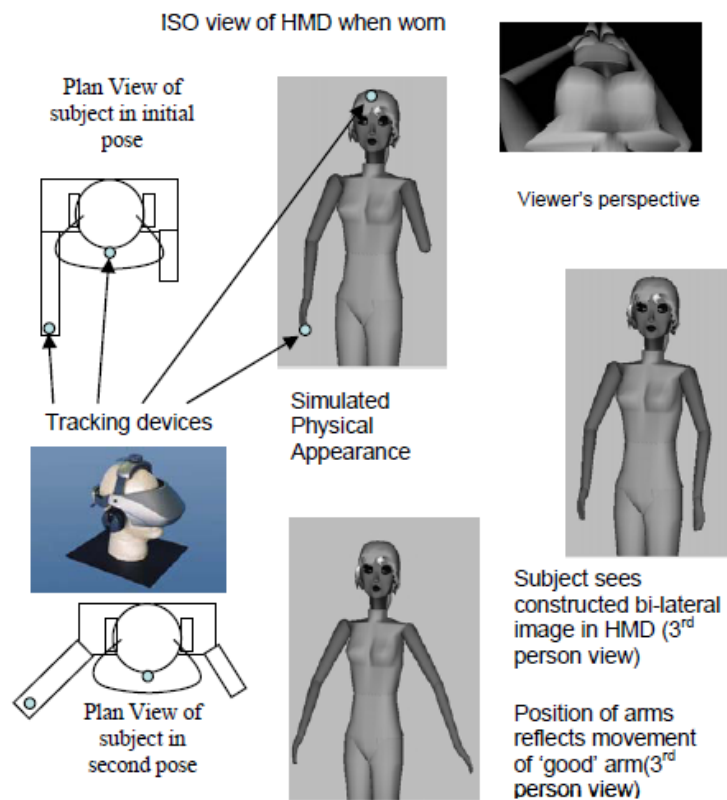 ISO view of HMD when worn
Plan View of
subject in initial
pose
Viewer's perspective
Tracking devices
Simulated
Physical
Appearance
Subject sees
constructed bi-lateral
image in HMD (3rd
person view)
Plan View of
subject in
second pose
Position of arms
reflects movement
of 'good' arm(3rd
person view)